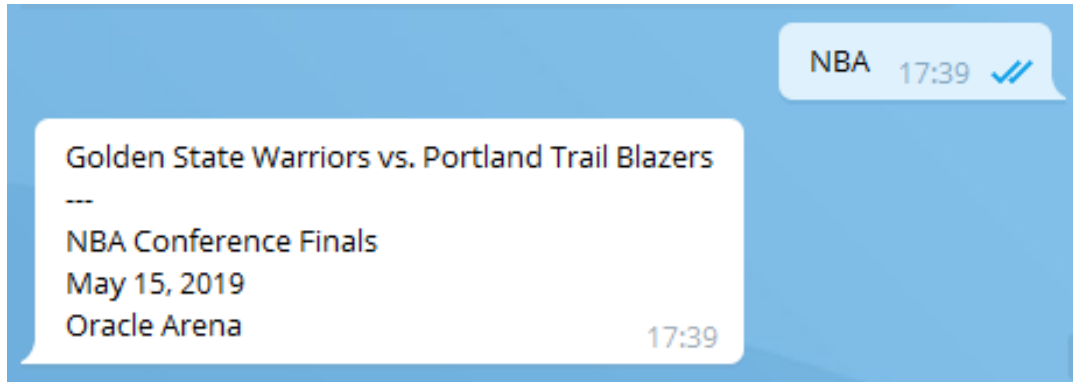 NBA 17:39
Golden State Warriors vs. Portland Trail Blazers
---
NBA Conference Finals
May 15, 2019
Oracle Arena 17:39